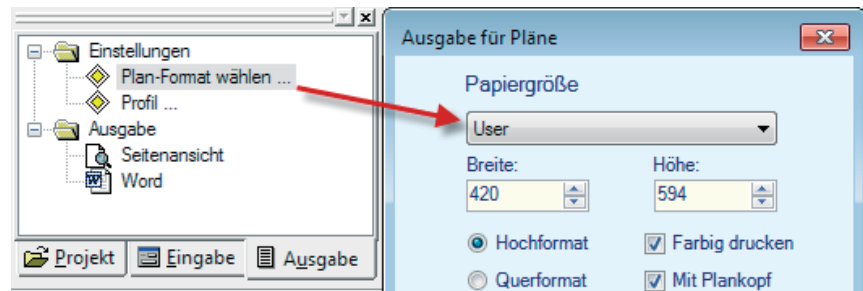 Einstellungen
Plan-Format wählen ...
Profil ...
Ausgabe
Seitenansicht
Word
Projekt
Eingabe
Ausgabe
Ausgabe für Pläne
Papiergröße
User
Breite: Höhe:
420 594
Hochformat Farbig drucken
Querformat Mit Plankopf